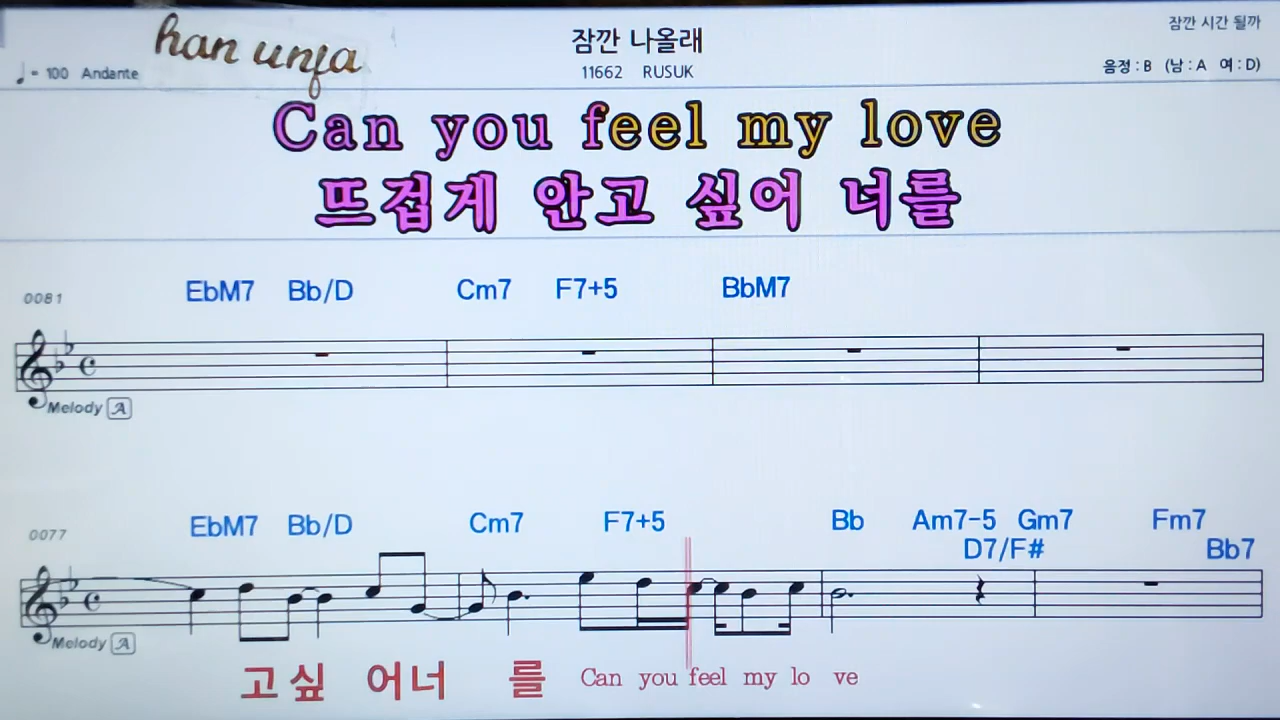 han unja
잠깐 나올래
잠깐 시간 될까
♩= 100 Andante
11662 RUSUK
음정 : B (남 : A 여 : D)
Can you feel my love
뜨겁게 안고 싶어 너를
0081 EbM7 Bb/D Cm7 F7+5 BbM7
Melody A
0077 EbM7 Bb/D Cm7 F7+5 Bb Am7-5 Gm7 Fm7
D7/F# Bb7
Melody A
고싶 어너 를 Can you feel my lo ve